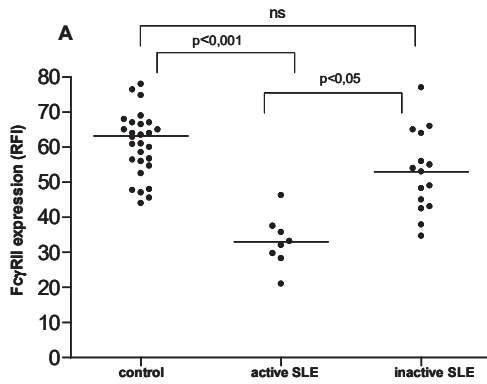 ns
A
p<0,001
p<0,05
FcγRII expression (RFI)
80
70
60
50
40
30
20
10
0
control
active SLE
inactive SLE